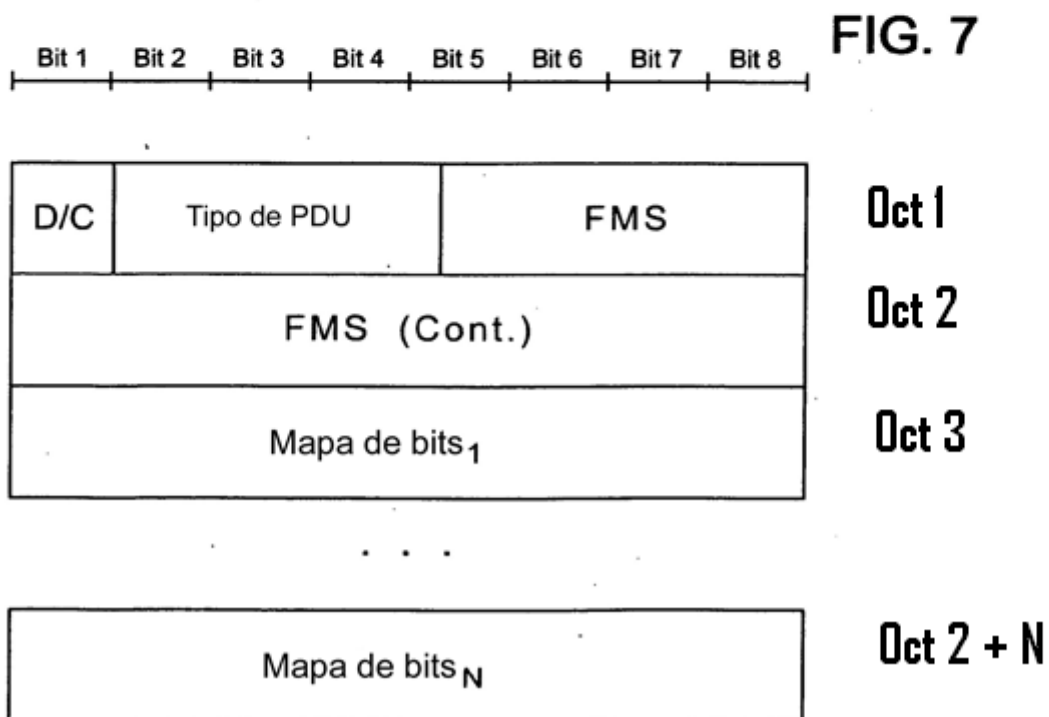 FIG. 7
Bit 1 Bit 2 Bit 3 Bit 4 Bit 5 Bit 6 Bit 7 Bit 8
D/C Tipo de PDU FMS Oct 1
FMS (Cont.) Oct 2
Mapa de bits1 Oct 3
. . .
Mapa de bitsN Oct 2 + N